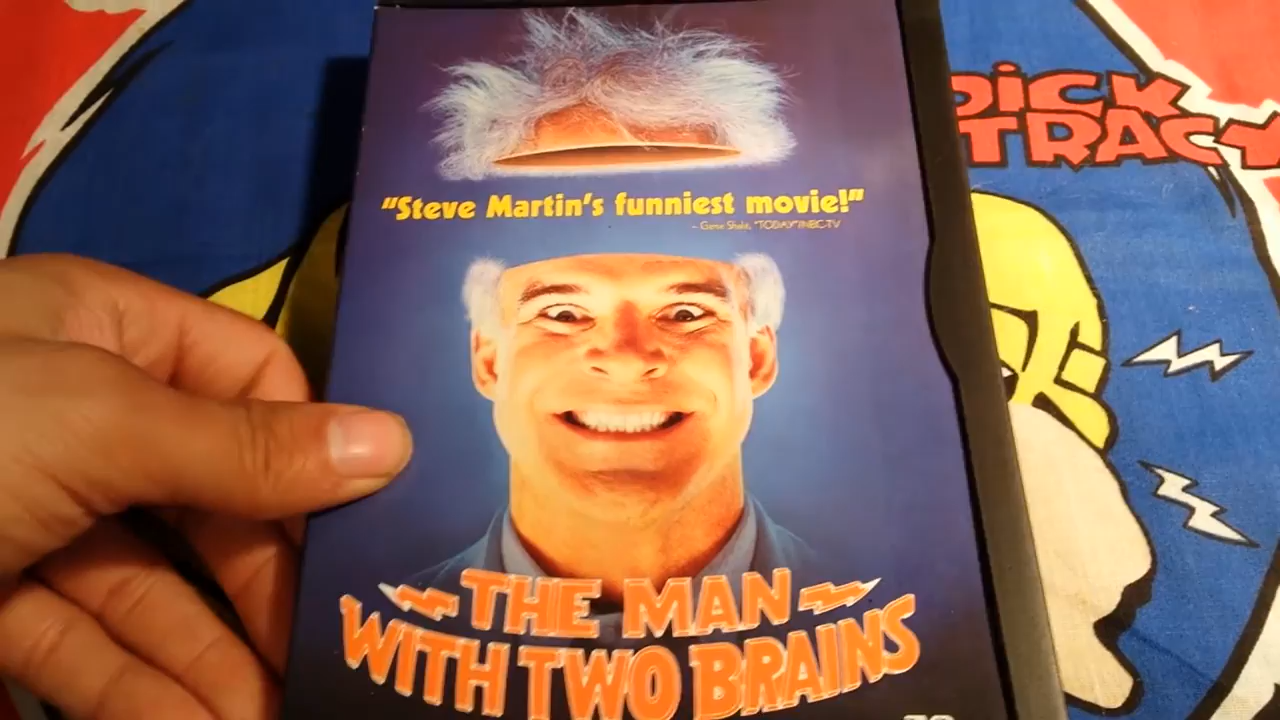 "Steve Martin's funniest movie!"
- Gene Shalit, "TODAY"/NBC-TV
DICK
TRACY
THE MAN
WITH TWO BRAINS